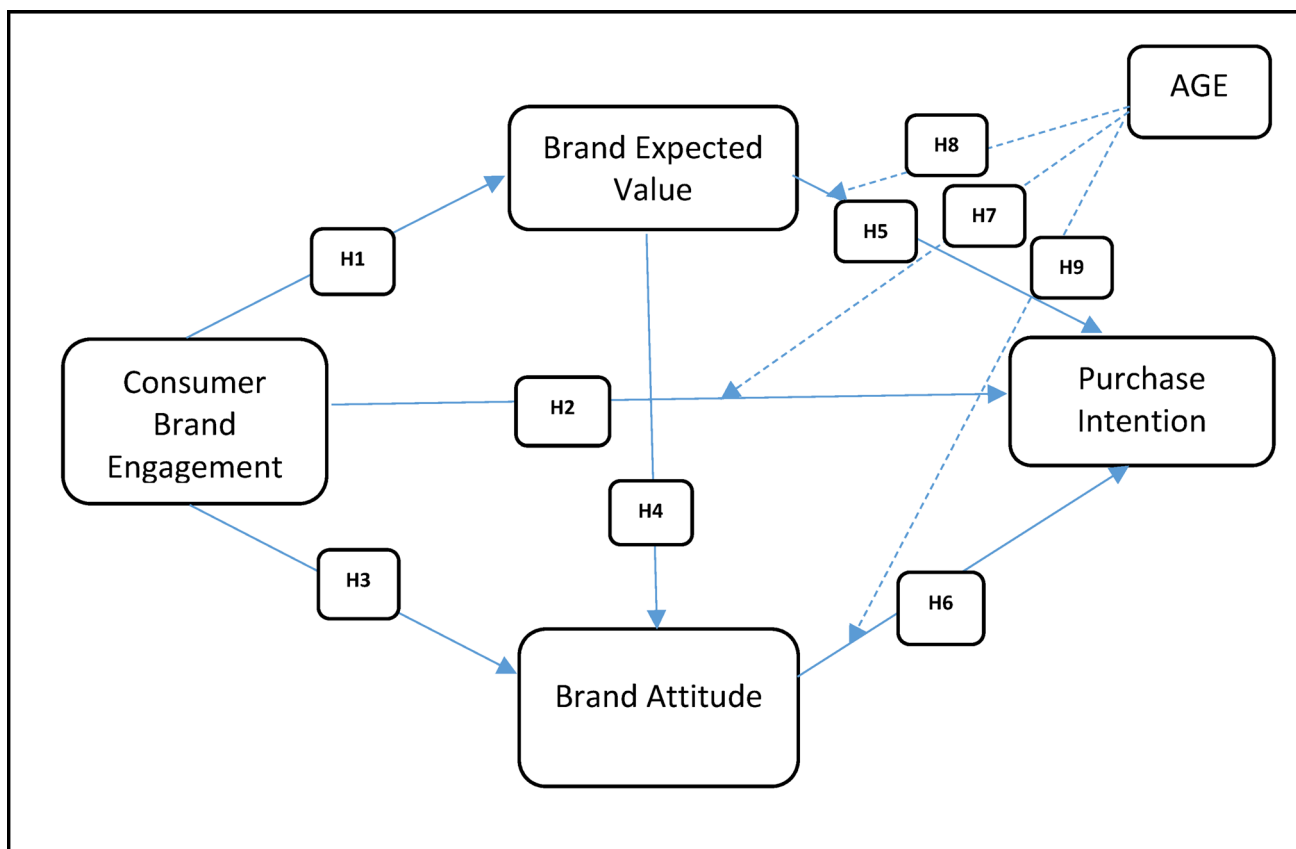 AGE
Brand Expected
Value
H8
H7
H5
H1
H9
Consumer
Brand
Engagement
H2
Purchase
Intention
H4
H3
H6
Brand Attitude